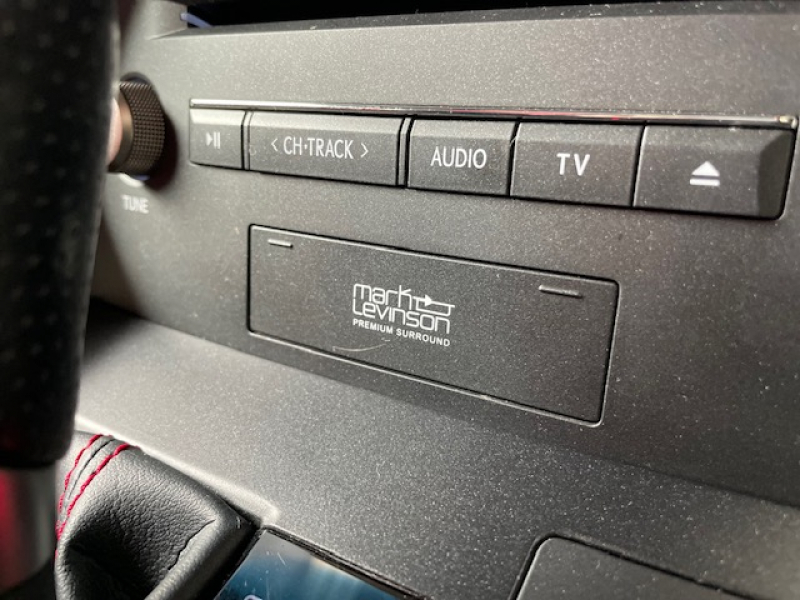 < CH·TRACK >
AUDIO
TV
TUNE
mark
Levinson
PREMIUM SURROUND